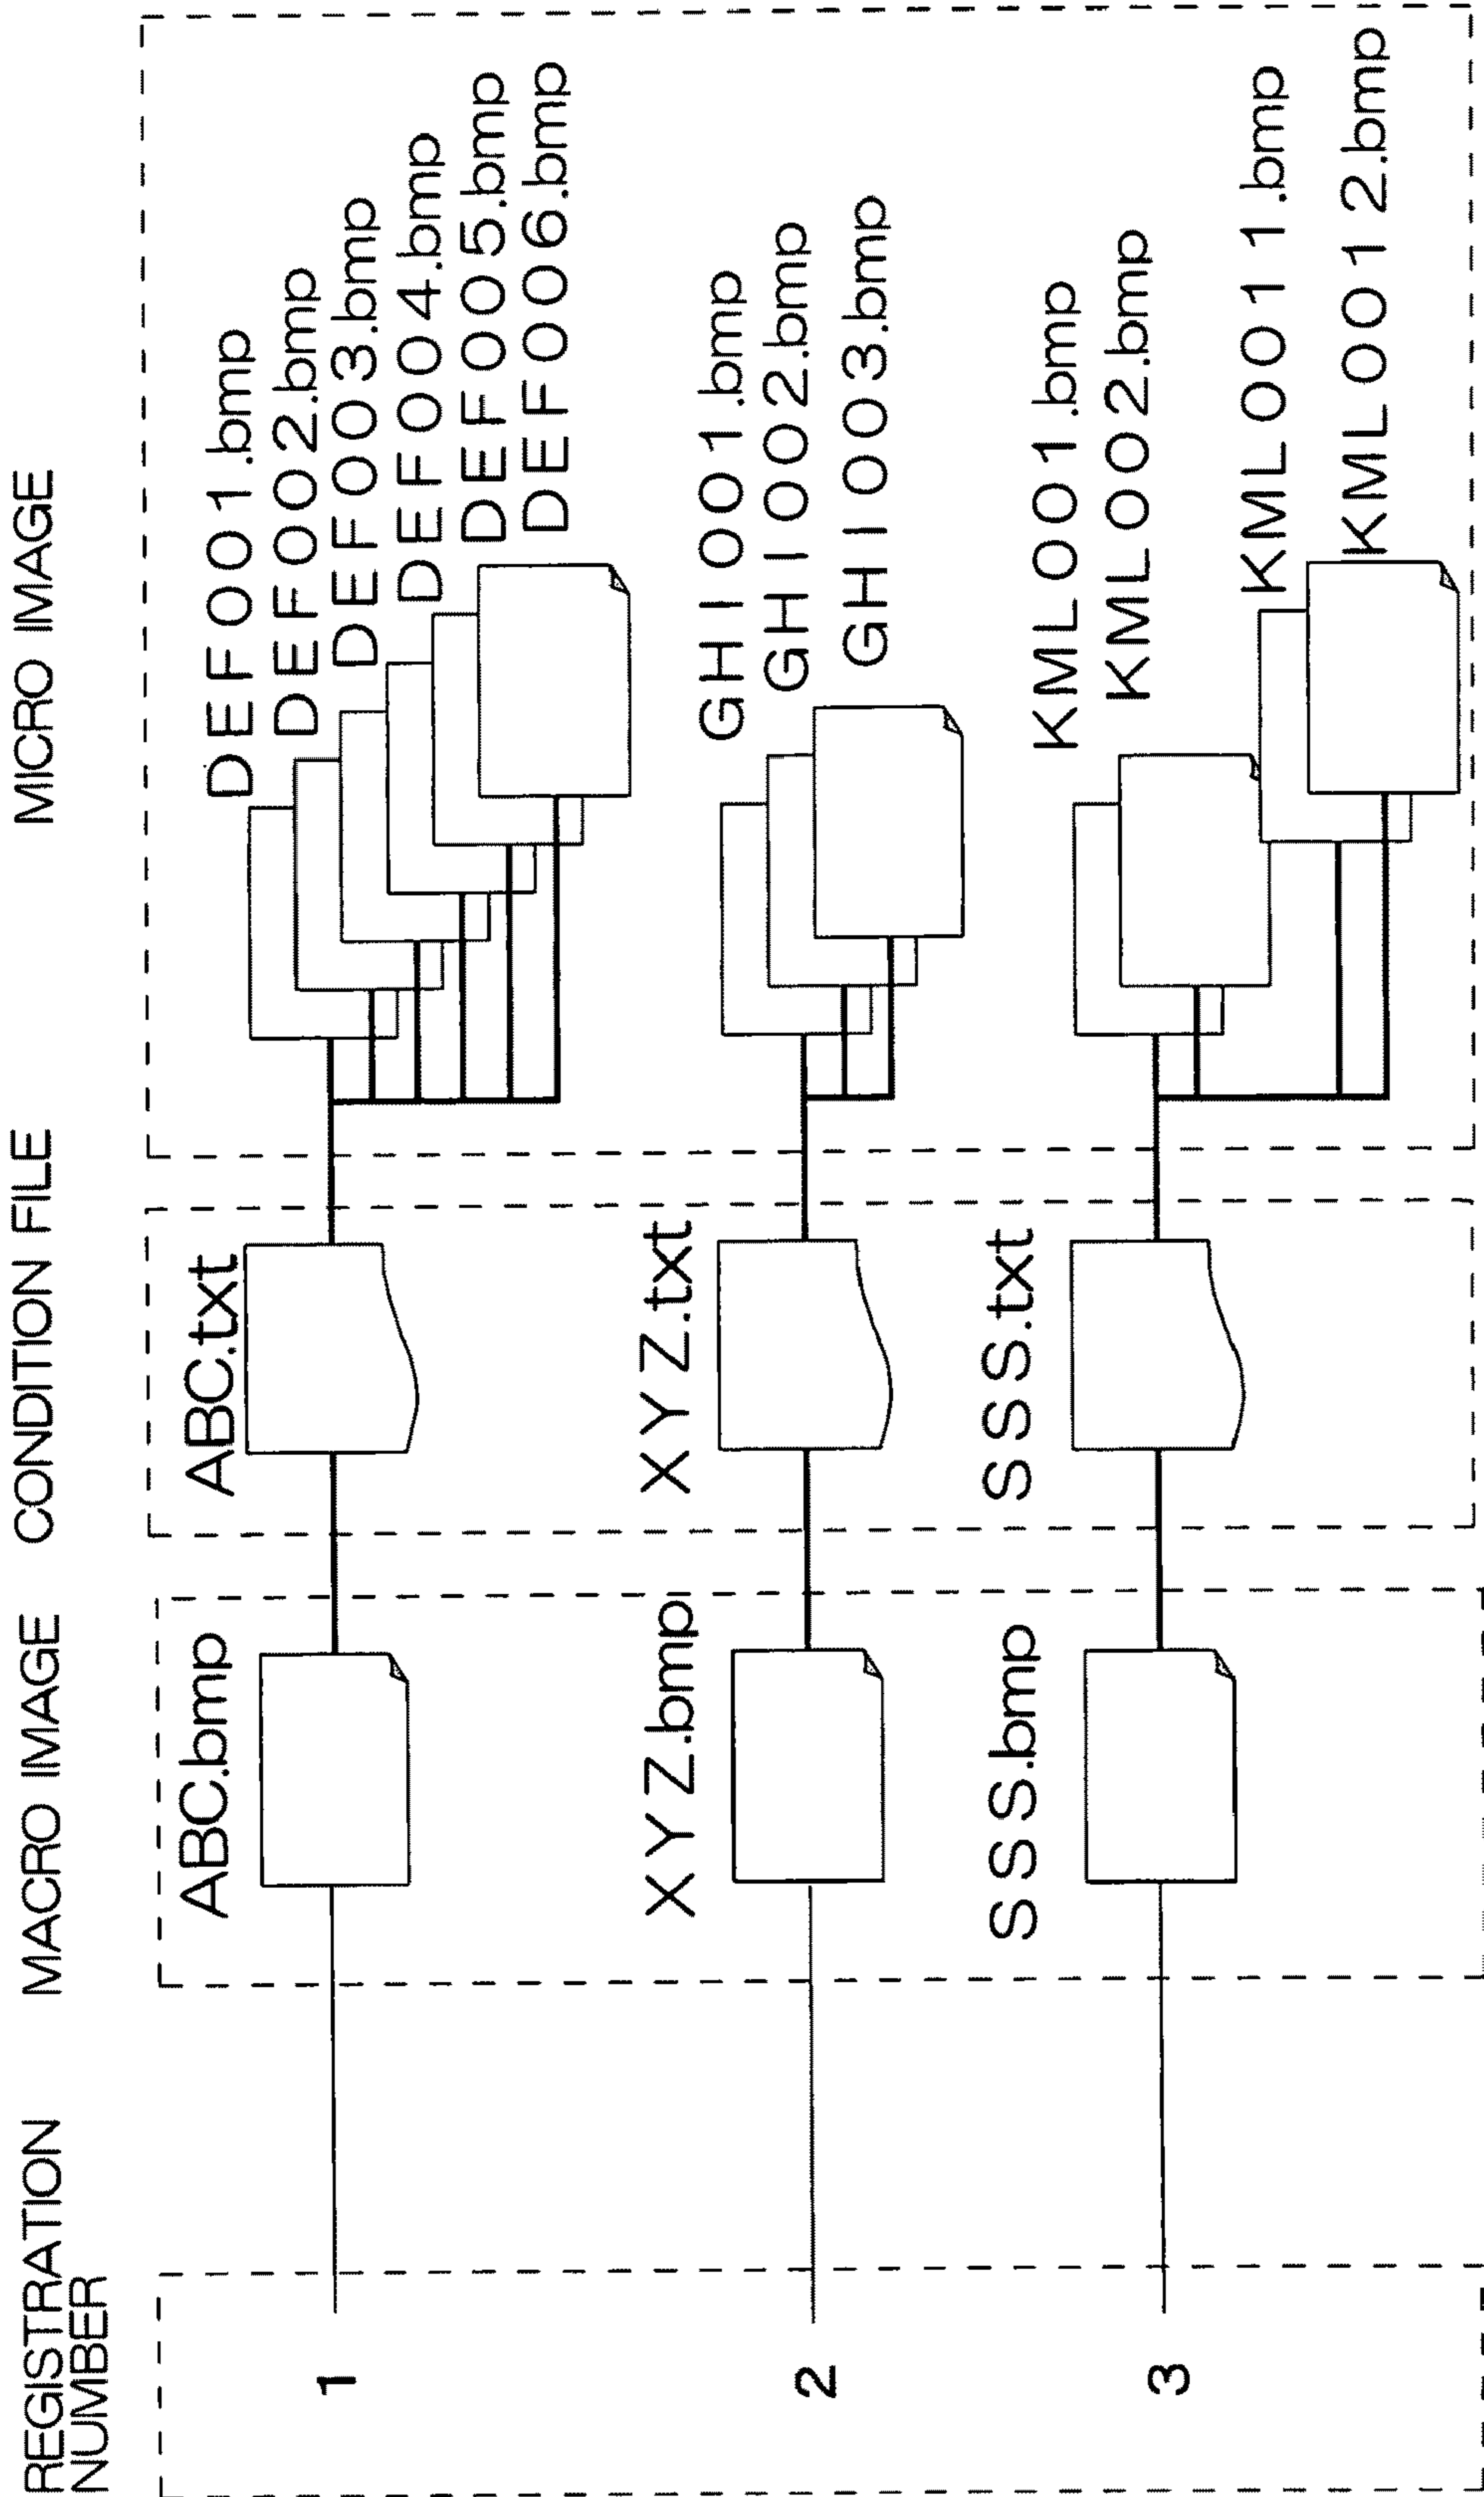 REGISTRATION
NUMBER
MACRO IMAGE
CONDITION FILE
MICRO IMAGE
1
ABC.bmp
ABC.txt
DEF001.bmp
DEF002.bmp
DEF003.bmp
DEF004.bmp
DEF005.bmp
DEF006.bmp
2
XYZ.bmp
XYZ.txt
GHI001.bmp
GHI002.bmp
GHI003.bmp
3
SSS.bmp
SSS.txt
KML001.bmp
KML002.bmp
KML0011.bmp
KML0012.bmp